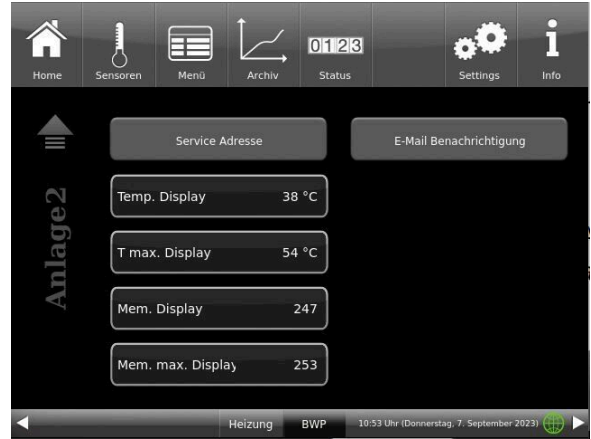 0123
Home Sensoren Menü Archiv Status Settings Info
Service Adresse E-Mail Benachrichtigung
Anlage2
Temp. Display 38 °C
T max. Display 54 °C
Mem. Display 247
Mem. max. Display 253
Heizung BWP 10:53 Uhr (Donnerstag, 7. September 2023)